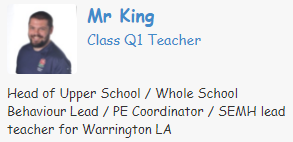 Mr King
Class Q1 Teacher
Head of Upper School / Whole School
Behaviour Lead / PE Coordinator / SEMH lead
teacher for Warrington LA